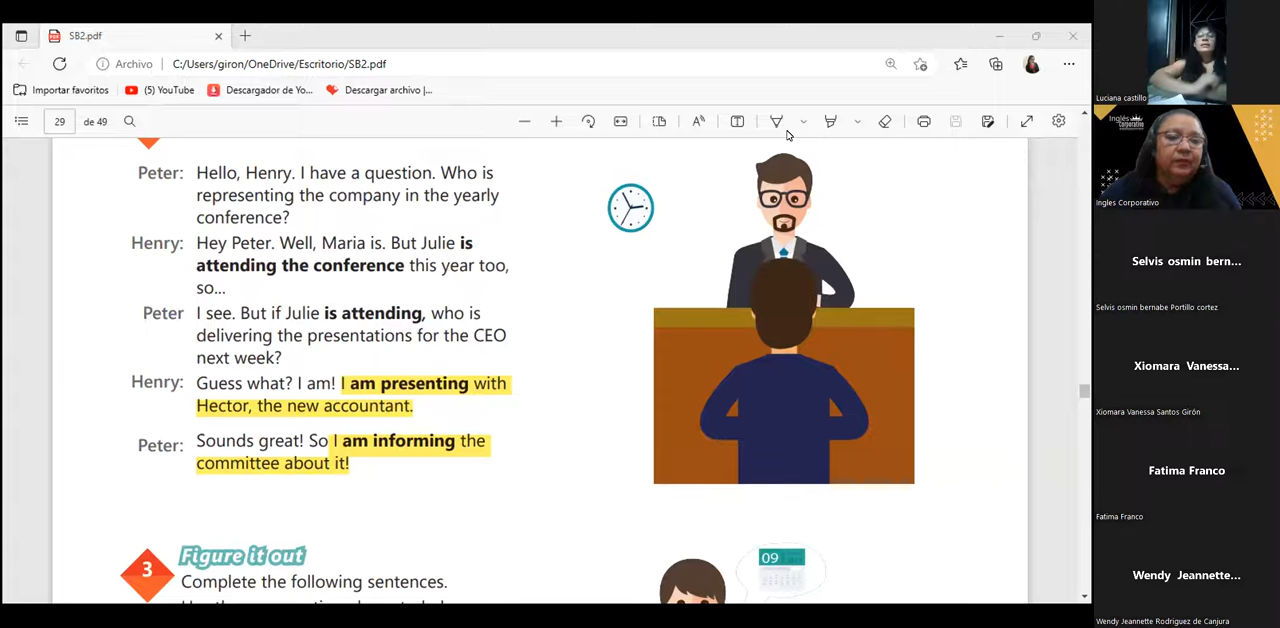 SB2.pdf
Archivo
C:/Users/giron/OneDrive/Escritorio/SB2.pdf
Importar favoritos
(5) YouTube
Descargador de Yo...
Descargar archivo |...
29
de 49
Peter: Hello, Henry. I have a question. Who is
representing the company in the yearly
conference?
Henry: Hey Peter. Well, Maria is. But Julie is
attending the conference this year too,
so...
Peter I see. But if Julie is attending, who is
delivering the presentations for the CEO
next week?
Henry: Guess what? I am! I am presenting with
Hector, the new accountant.
Peter: Sounds great! So I am informing the
committee about it!
3
Figure it out
Complete the following sentences.
09
Luciana castillo
Inglés
Corporativo
Ingles Corporativo
Selvis osmin bern...
Selvis osmin bernabe Portillo cortez
Xiomara Vanessa...
Xiomara Vanessa Santos Girón
Fatima Franco
Fatima Franco
Wendy Jeannette...
Wendy Jeannette Rodriguez de Canjura